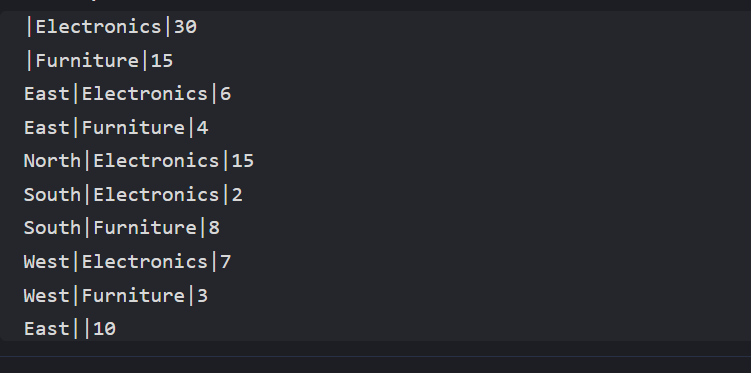 |Electronics|30
|Furniture|15
East|Electronics|6
East|Furniture|4
North|Electronics|15
South|Electronics|2
South|Furniture|8
West|Electronics|7
West|Furniture|3
East||10